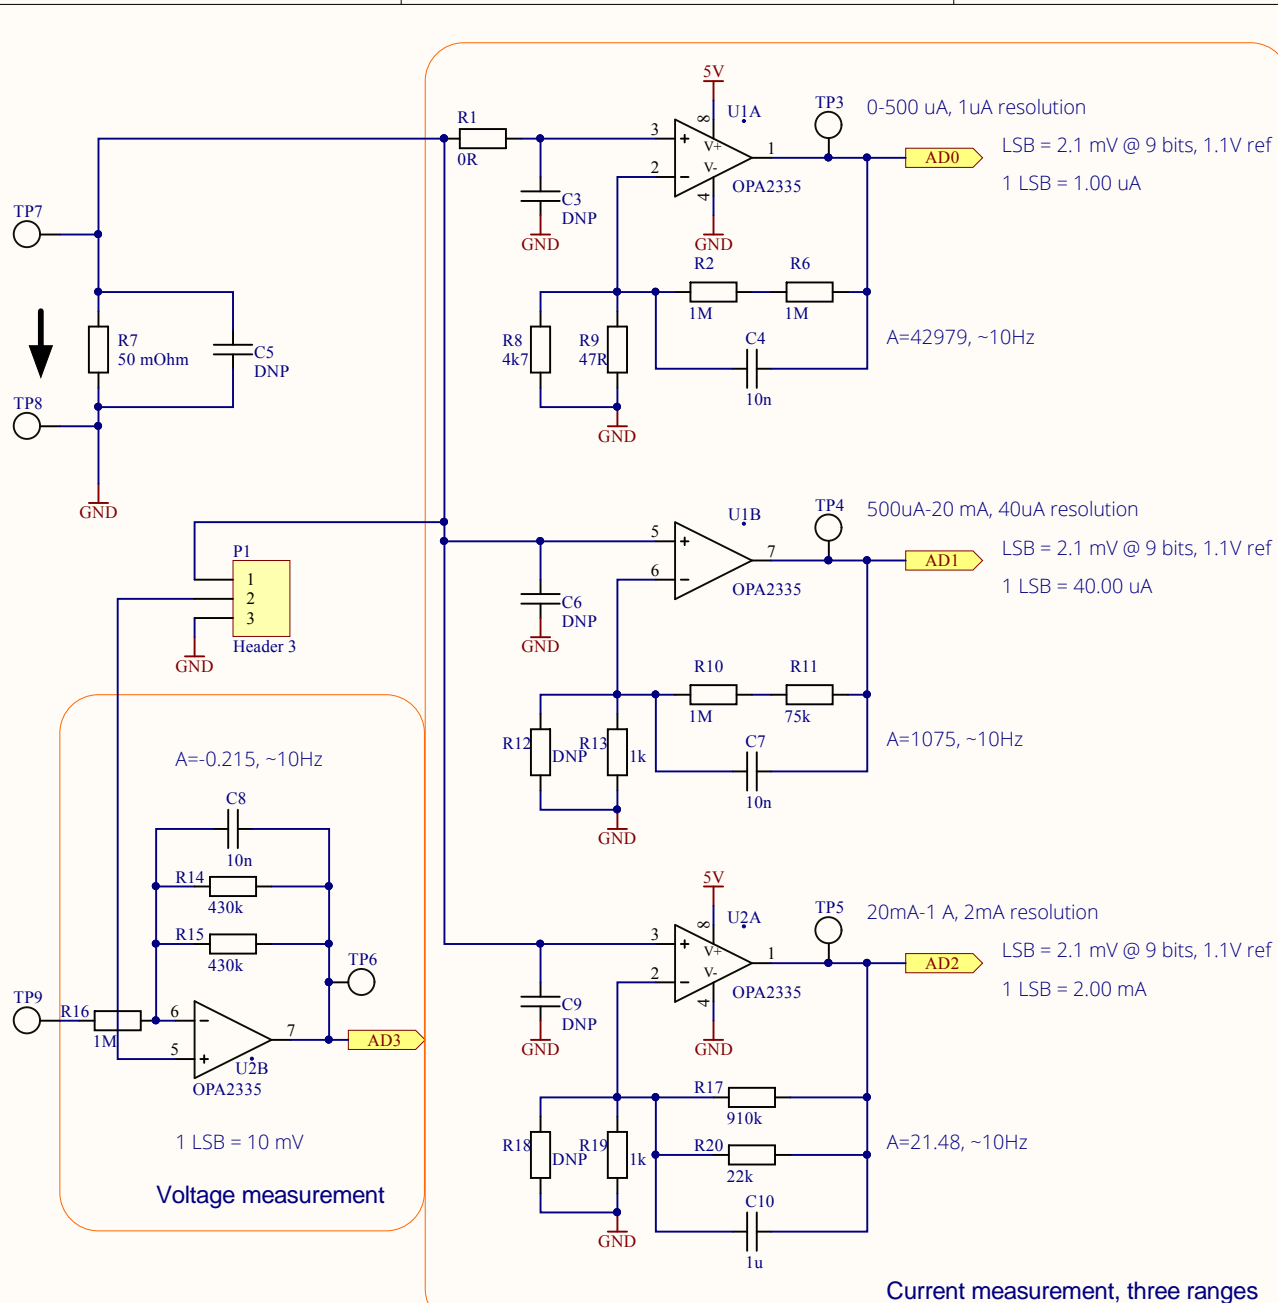 5V
R1
0R
3
2
8
V+
V-
4
U1A
1
OPA2335
TP3
0-500 uA, 1uA resolution
LSB = 2.1 mV @ 9 bits, 1.1V ref
AD0
1 LSB = 1.00 uA
C3
DNP
GND
GND
TP7
R2
1M
R6
1M
R8
4k7
R9
47R
C4
10n
A=42979, ~10Hz
R7
50 mOhm
C5
DNP
TP8
GND
GND
U1B
5
6
7
OPA2335
TP4
500uA-20 mA, 40uA resolution
LSB = 2.1 mV @ 9 bits, 1.1V ref
AD1
1 LSB = 40.00 uA
P1
1
2
3
Header 3
GND
C6
DNP
GND
R10
1M
R11
75k
R12
DNP
R13
1k
C7
10n
A=1075, ~10Hz
GND
A=-0.215, ~10Hz
C8
10n
R14
430k
R15
430k
TP6
TP9
R16
1M
6
5
7
U2B
OPA2335
AD3
1 LSB = 10 mV
Voltage measurement
5V
8
V+
V-
4
U2A
3
2
1
OPA2335
TP5
20mA-1 A, 2mA resolution
LSB = 2.1 mV @ 9 bits, 1.1V ref
AD2
1 LSB = 2.00 mA
C9
DNP
GND
GND
R17
910k
R18
DNP
R19
1k
R20
22k
A=21.48, ~10Hz
C10
1u
GND
Current measurement, three ranges